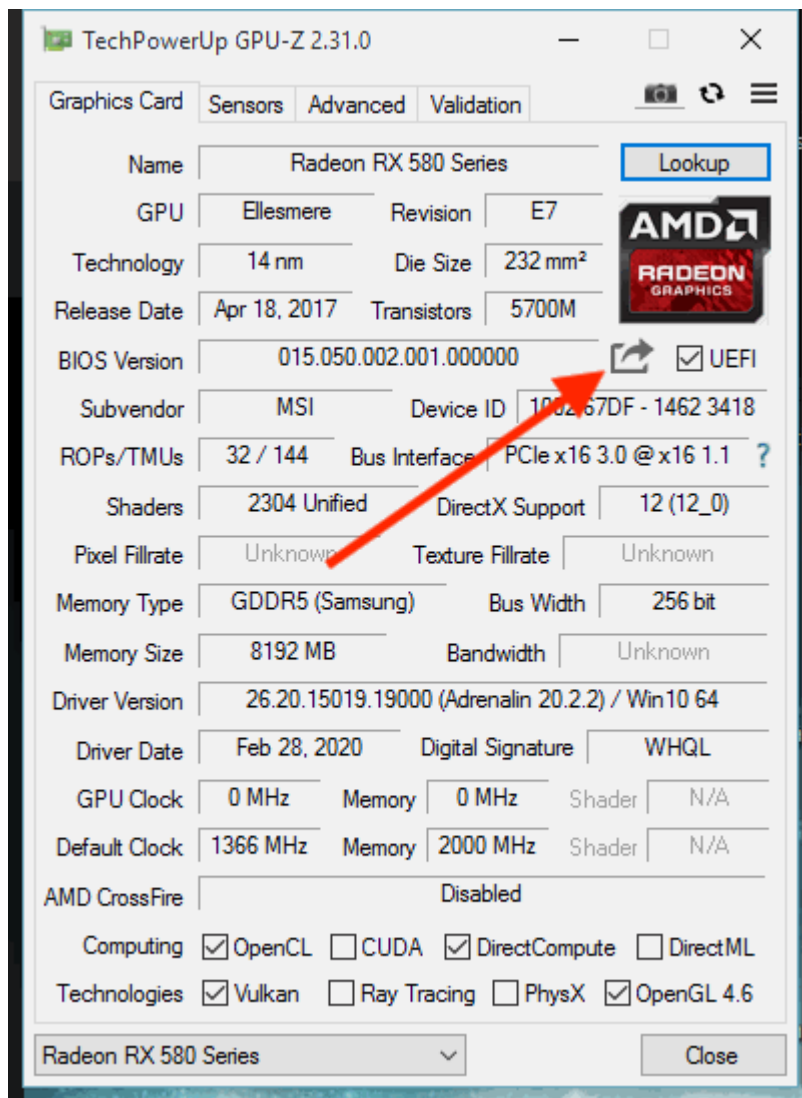 TechPowerUp GPU-Z 2.31.0
Graphics Card Sensors Advanced Validation
Name Radeon RX 580 Series Lookup
GPU Ellesmere Revision E7
AMD
RADEON
GRAPHICS
Technology 14 nm Die Size 232 mm²
Release Date Apr 18, 2017 Transistors 5700M
BIOS Version 015.050.002.001.000000 UEFI
Subvendor MSI Device ID 1002 67DF - 1462 3418
ROPs/TMUs 32 / 144 Bus Interface PCIe x16 3.0 @ x16 1.1 ?
Shaders 2304 Unified DirectX Support 12 (12_0)
Pixel Fillrate Unknown Texture Fillrate Unknown
Memory Type GDDR5 (Samsung) Bus Width 256 bit
Memory Size 8192 MB Bandwidth Unknown
Driver Version 26.20.15019.19000 (Adrenalin 20.2.2) / Win10 64
Driver Date Feb 28, 2020 Digital Signature WHQL
GPU Clock 0 MHz Memory 0 MHz Shader N/A
Default Clock 1366 MHz Memory 2000 MHz Shader N/A
AMD CrossFire Disabled
Computing OpenCL CUDA DirectCompute DirectML
Technologies Vulkan Ray Tracing PhysX OpenGL 4.6
Radeon RX 580 Series Close